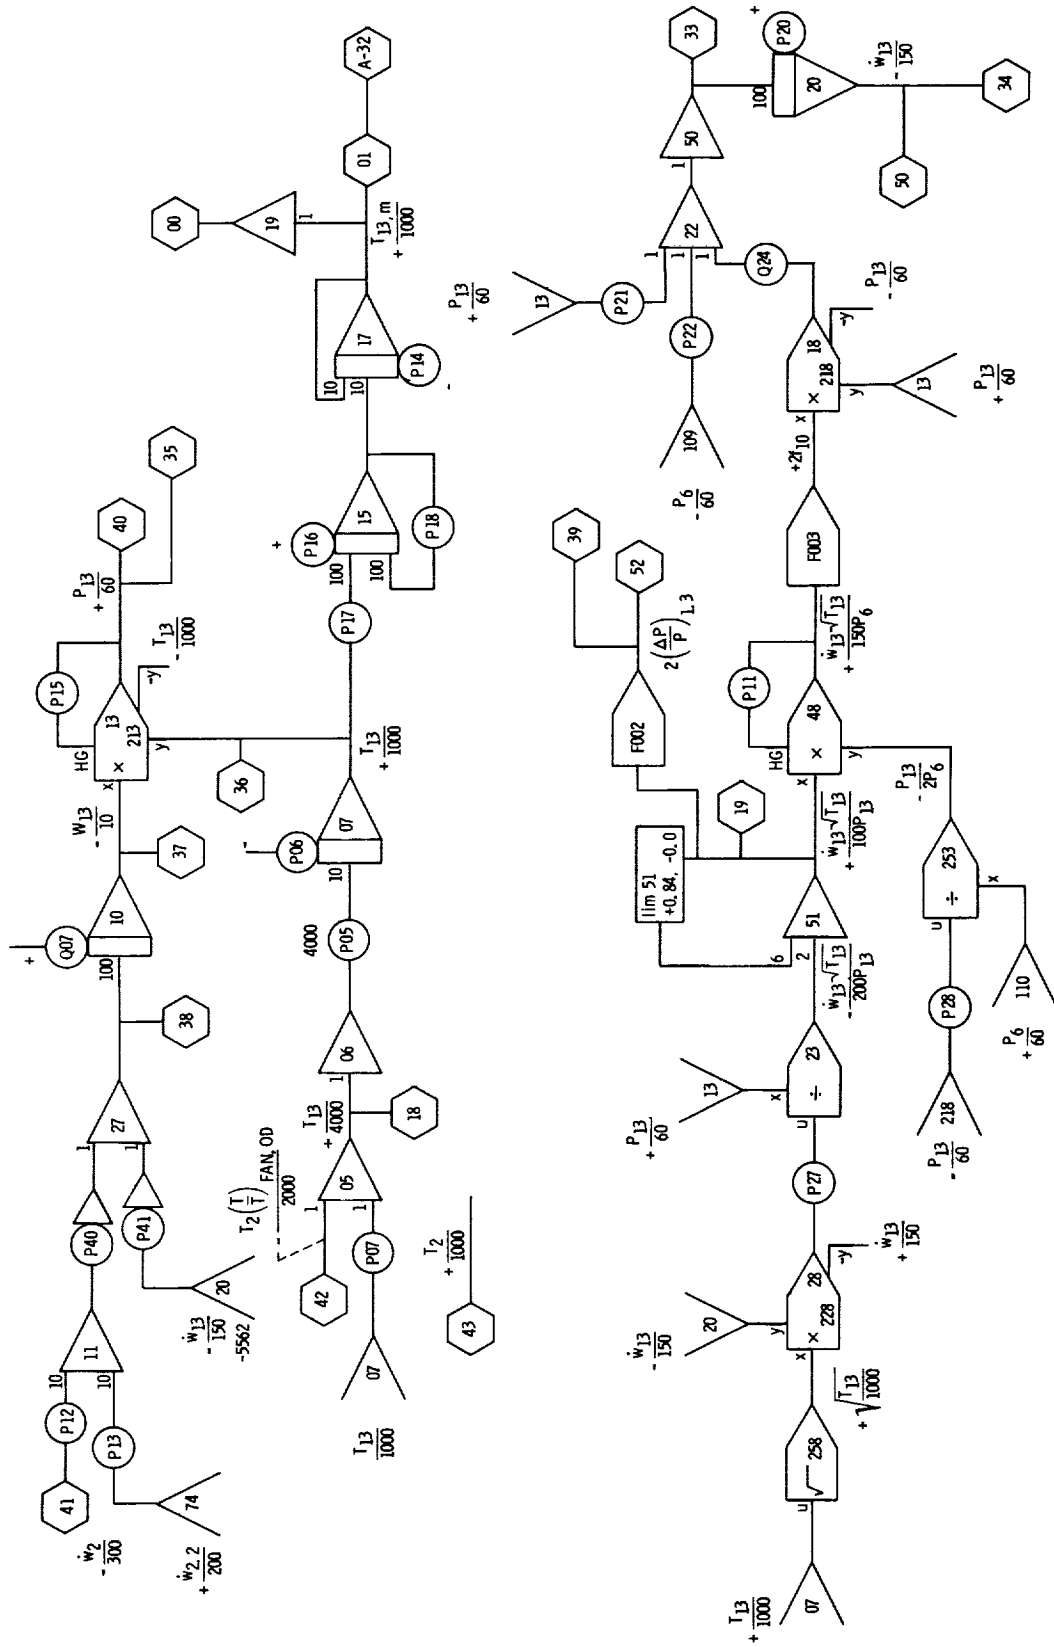 41
P12
10
- ẇ2/300
P13
10
74
+ ẇ2.2/200
11
P40
1
P41
1
20
- ẇ13/150
-5562
27
38
100
Q07
+
10
- W13/10
37
HG
x
×
13
213
y
-y
P15
+ P13/60
- T13/1000
40
35
36
T2 (T/T) FAN, OD / 2000
42
1
P07
1
07
T13/1000
05
+ T13/4000
18
1
06
4000
P05
10
P06
-
07
+ T13/1000
P17
100
100
P16
+
15
P18
10
10
17
P14
-
+ T13, m/1000
1
19
00
01
A-32
43
+ T2/1000
+ T13/1000
07
u
√
258
+ √T13/1000
- ẇ13/150
20
x
y
×
28
228
-y
+ ẇ13/150
P27
+ P13/60
13
u
x
÷
23
- ẇ13√T13/200P13
6
2
lim 51
+0.84, -0.0
51
19
+ ẇ13√T13/100P13
F002
2(ΔP/P)1.3
39
52
- P13/60
218
P28
u
÷
253
x
110
+ P6/60
- P13/2P6
HG
x
×
48
y
P11
+ ẇ13√T13/150P6
F003
+2f10
x
×
18
218
y
-y
- P13/60
13
+ P13/60
Q24
+ P13/60
13
P21
- P6/60
109
P22
1
1
1
22
1
50
33
100
P20
+
20
- ẇ13/150
50
34